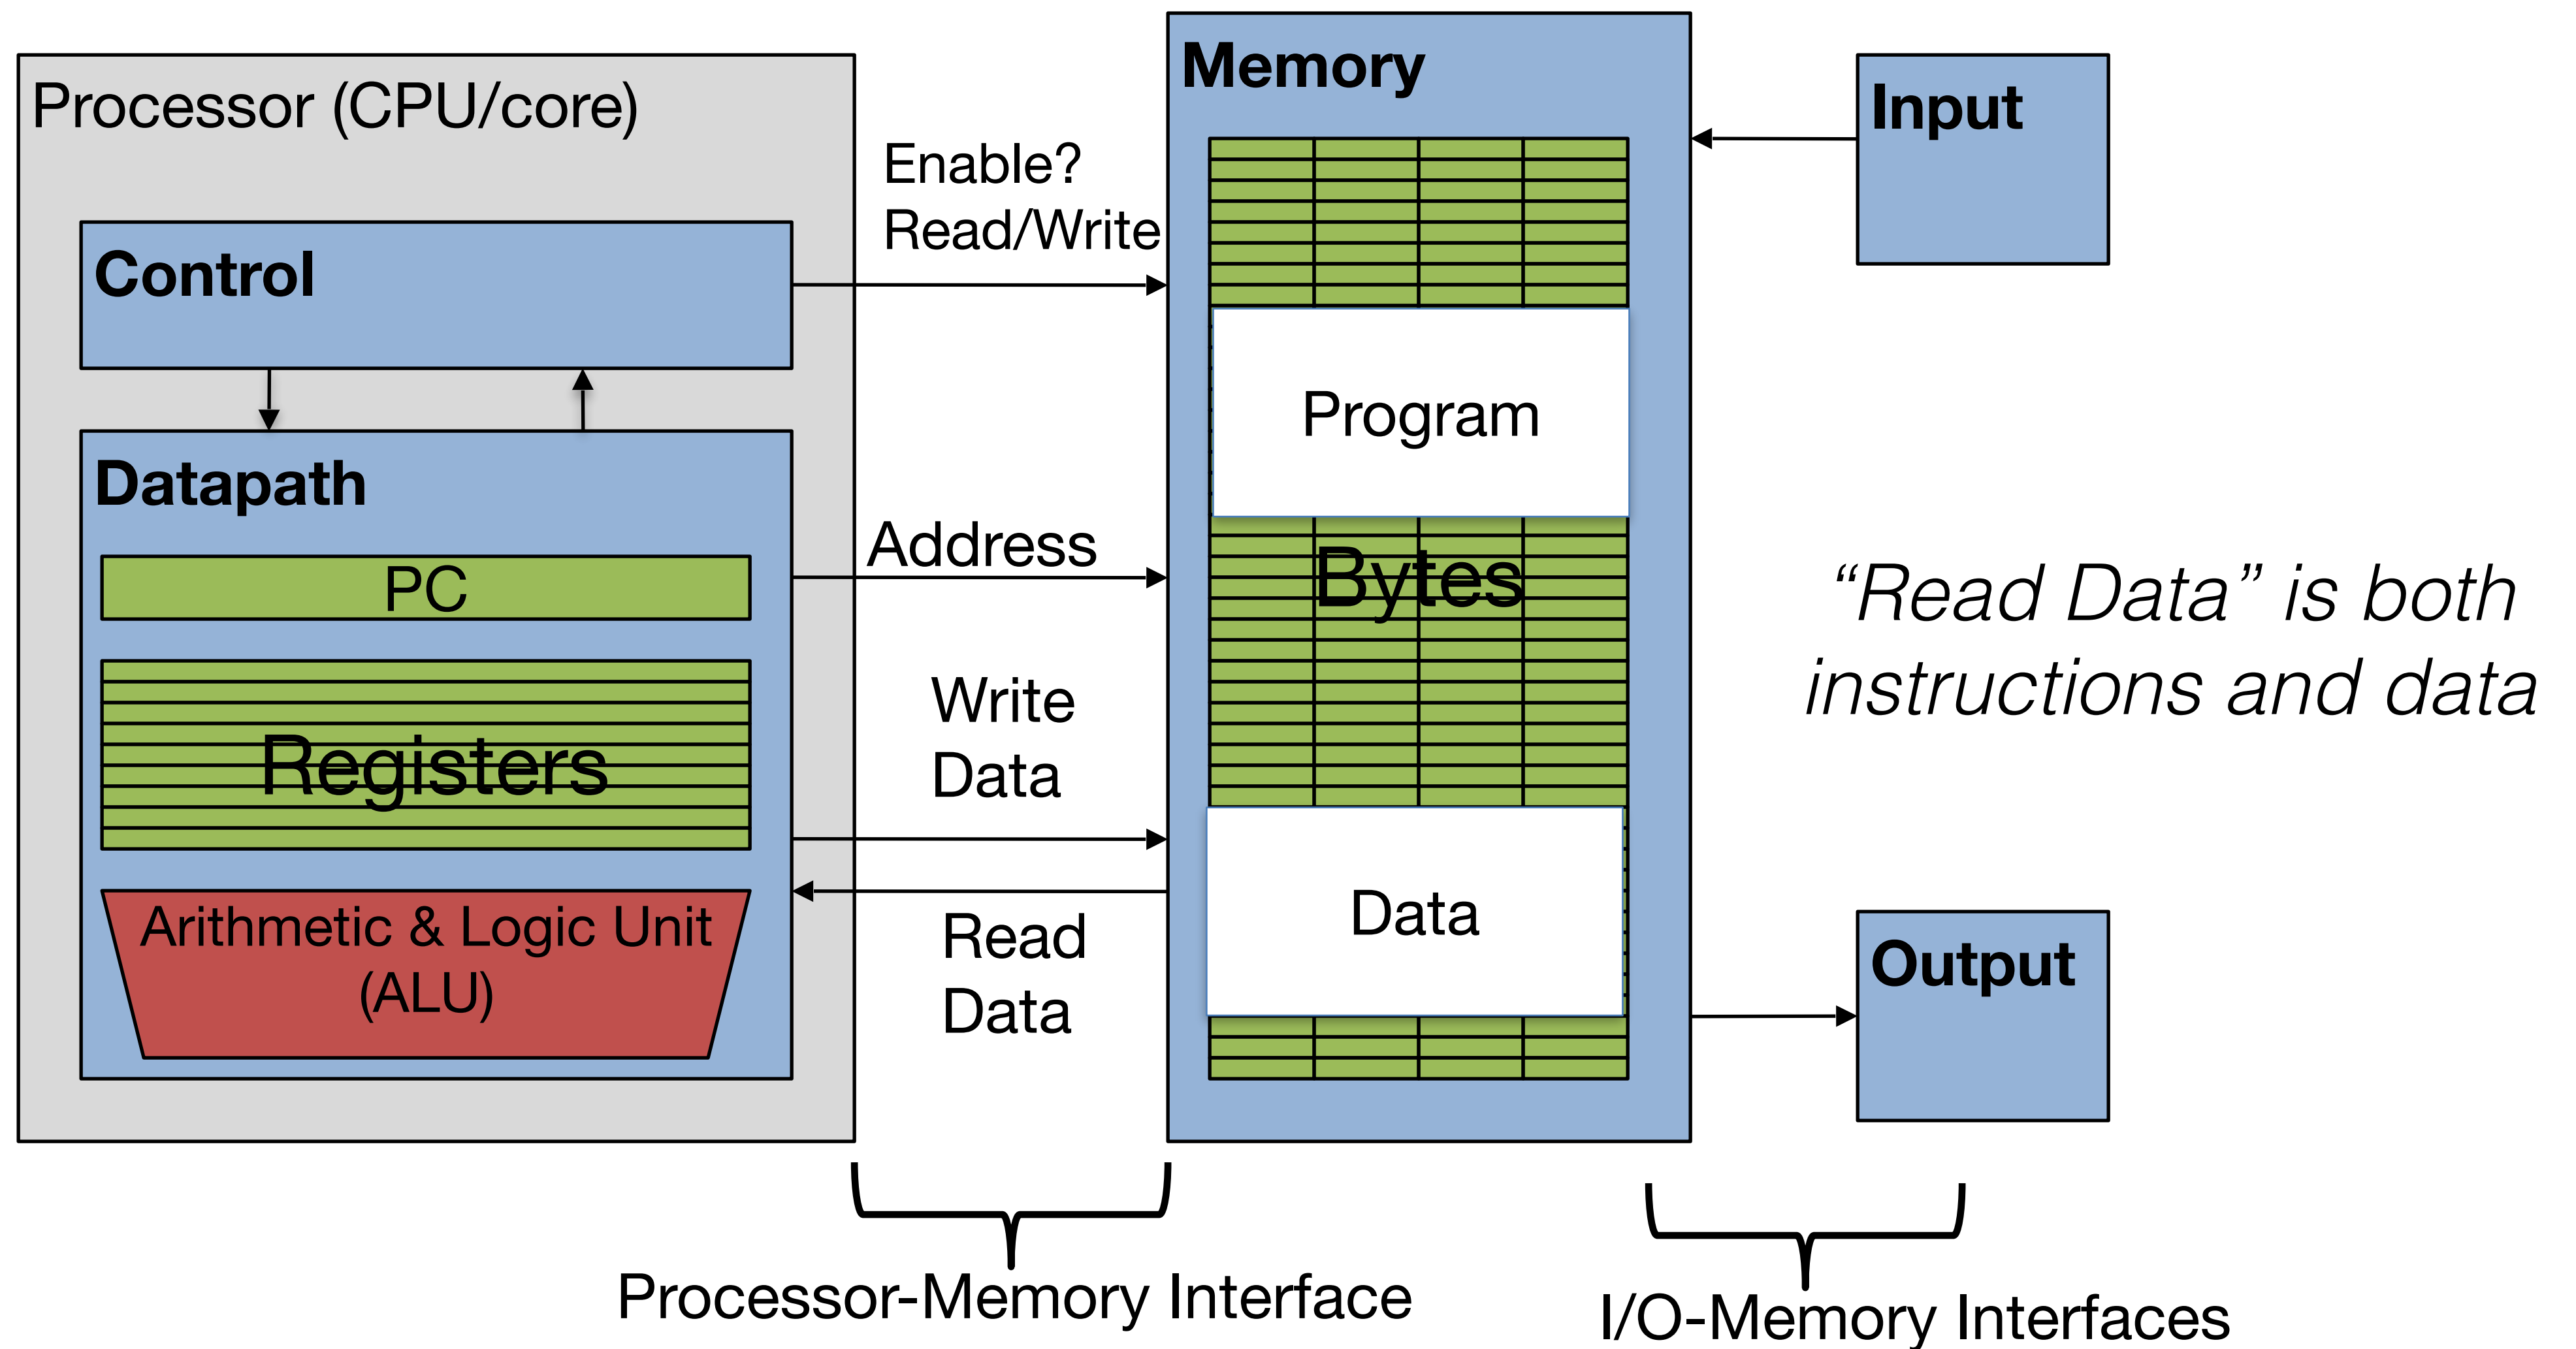 Processor (CPU/core)
Control
Datapath
PC
Registers
Arithmetic & Logic Unit
(ALU)
Enable?
Read/Write
Address
Write
Data
Read
Data
Memory
Program
Bytes
Data
Input
“Read Data” is both
instructions and data
Output
Processor-Memory Interface
I/O-Memory Interfaces